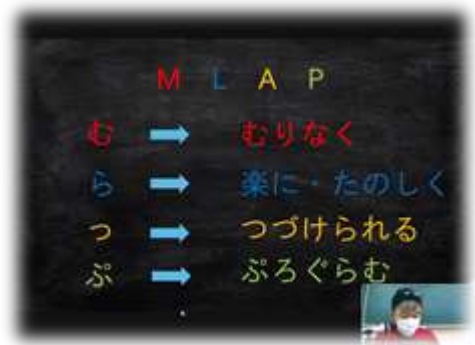 M L A P
む ➡ むりなく
ら ➡ 楽に・たのしく
っ ➡ つづけられる
ぷ ➡ ぷろぐらむ